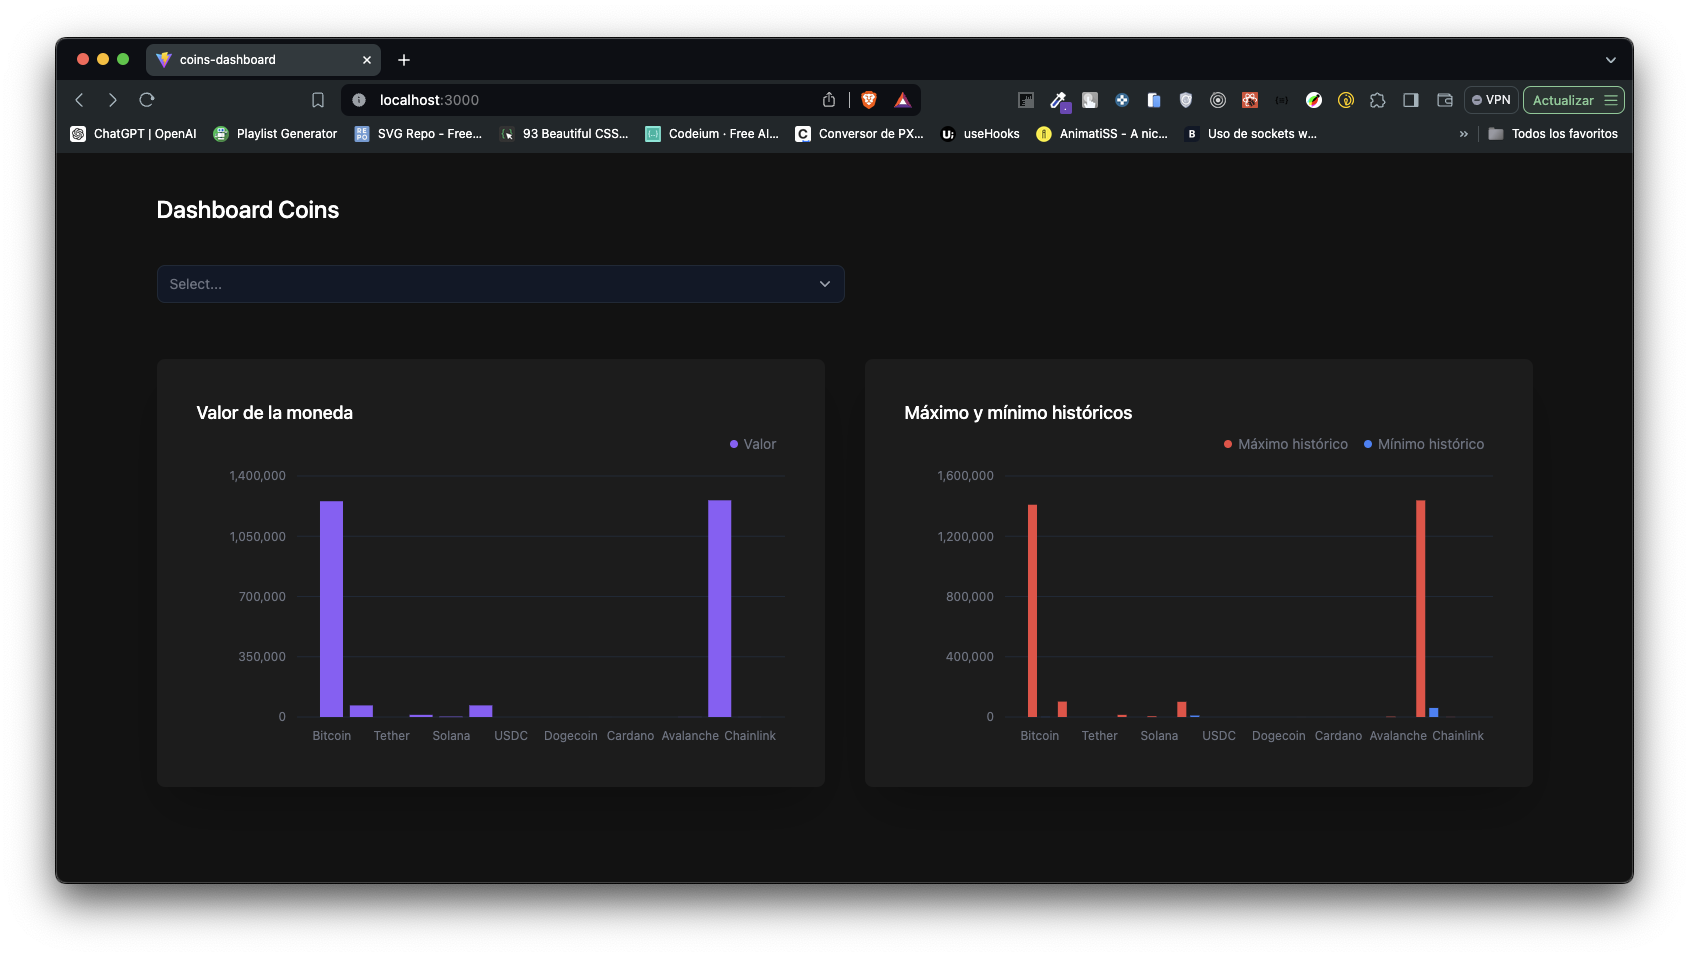 coins-dashboard
localhost:3000
VPN
Actualizar
ChatGPT | OpenAI
Playlist Generator
SVG Repo - Free...
93 Beautiful CSS...
Codeium · Free AI...
Conversor de PX...
useHooks
AnimatiSS - A nic...
Uso de sockets w...
»
Todos los favoritos
Dashboard Coins
Select...
Valor de la moneda
Valor
1,400,000
1,050,000
700,000
350,000
0
Bitcoin Tether Solana USDC Dogecoin Cardano Avalanche Chainlink
Máximo y mínimo históricos
Máximo histórico Mínimo histórico
1,600,000
1,200,000
800,000
400,000
0
Bitcoin Tether Solana USDC Dogecoin Cardano Avalanche Chainlink